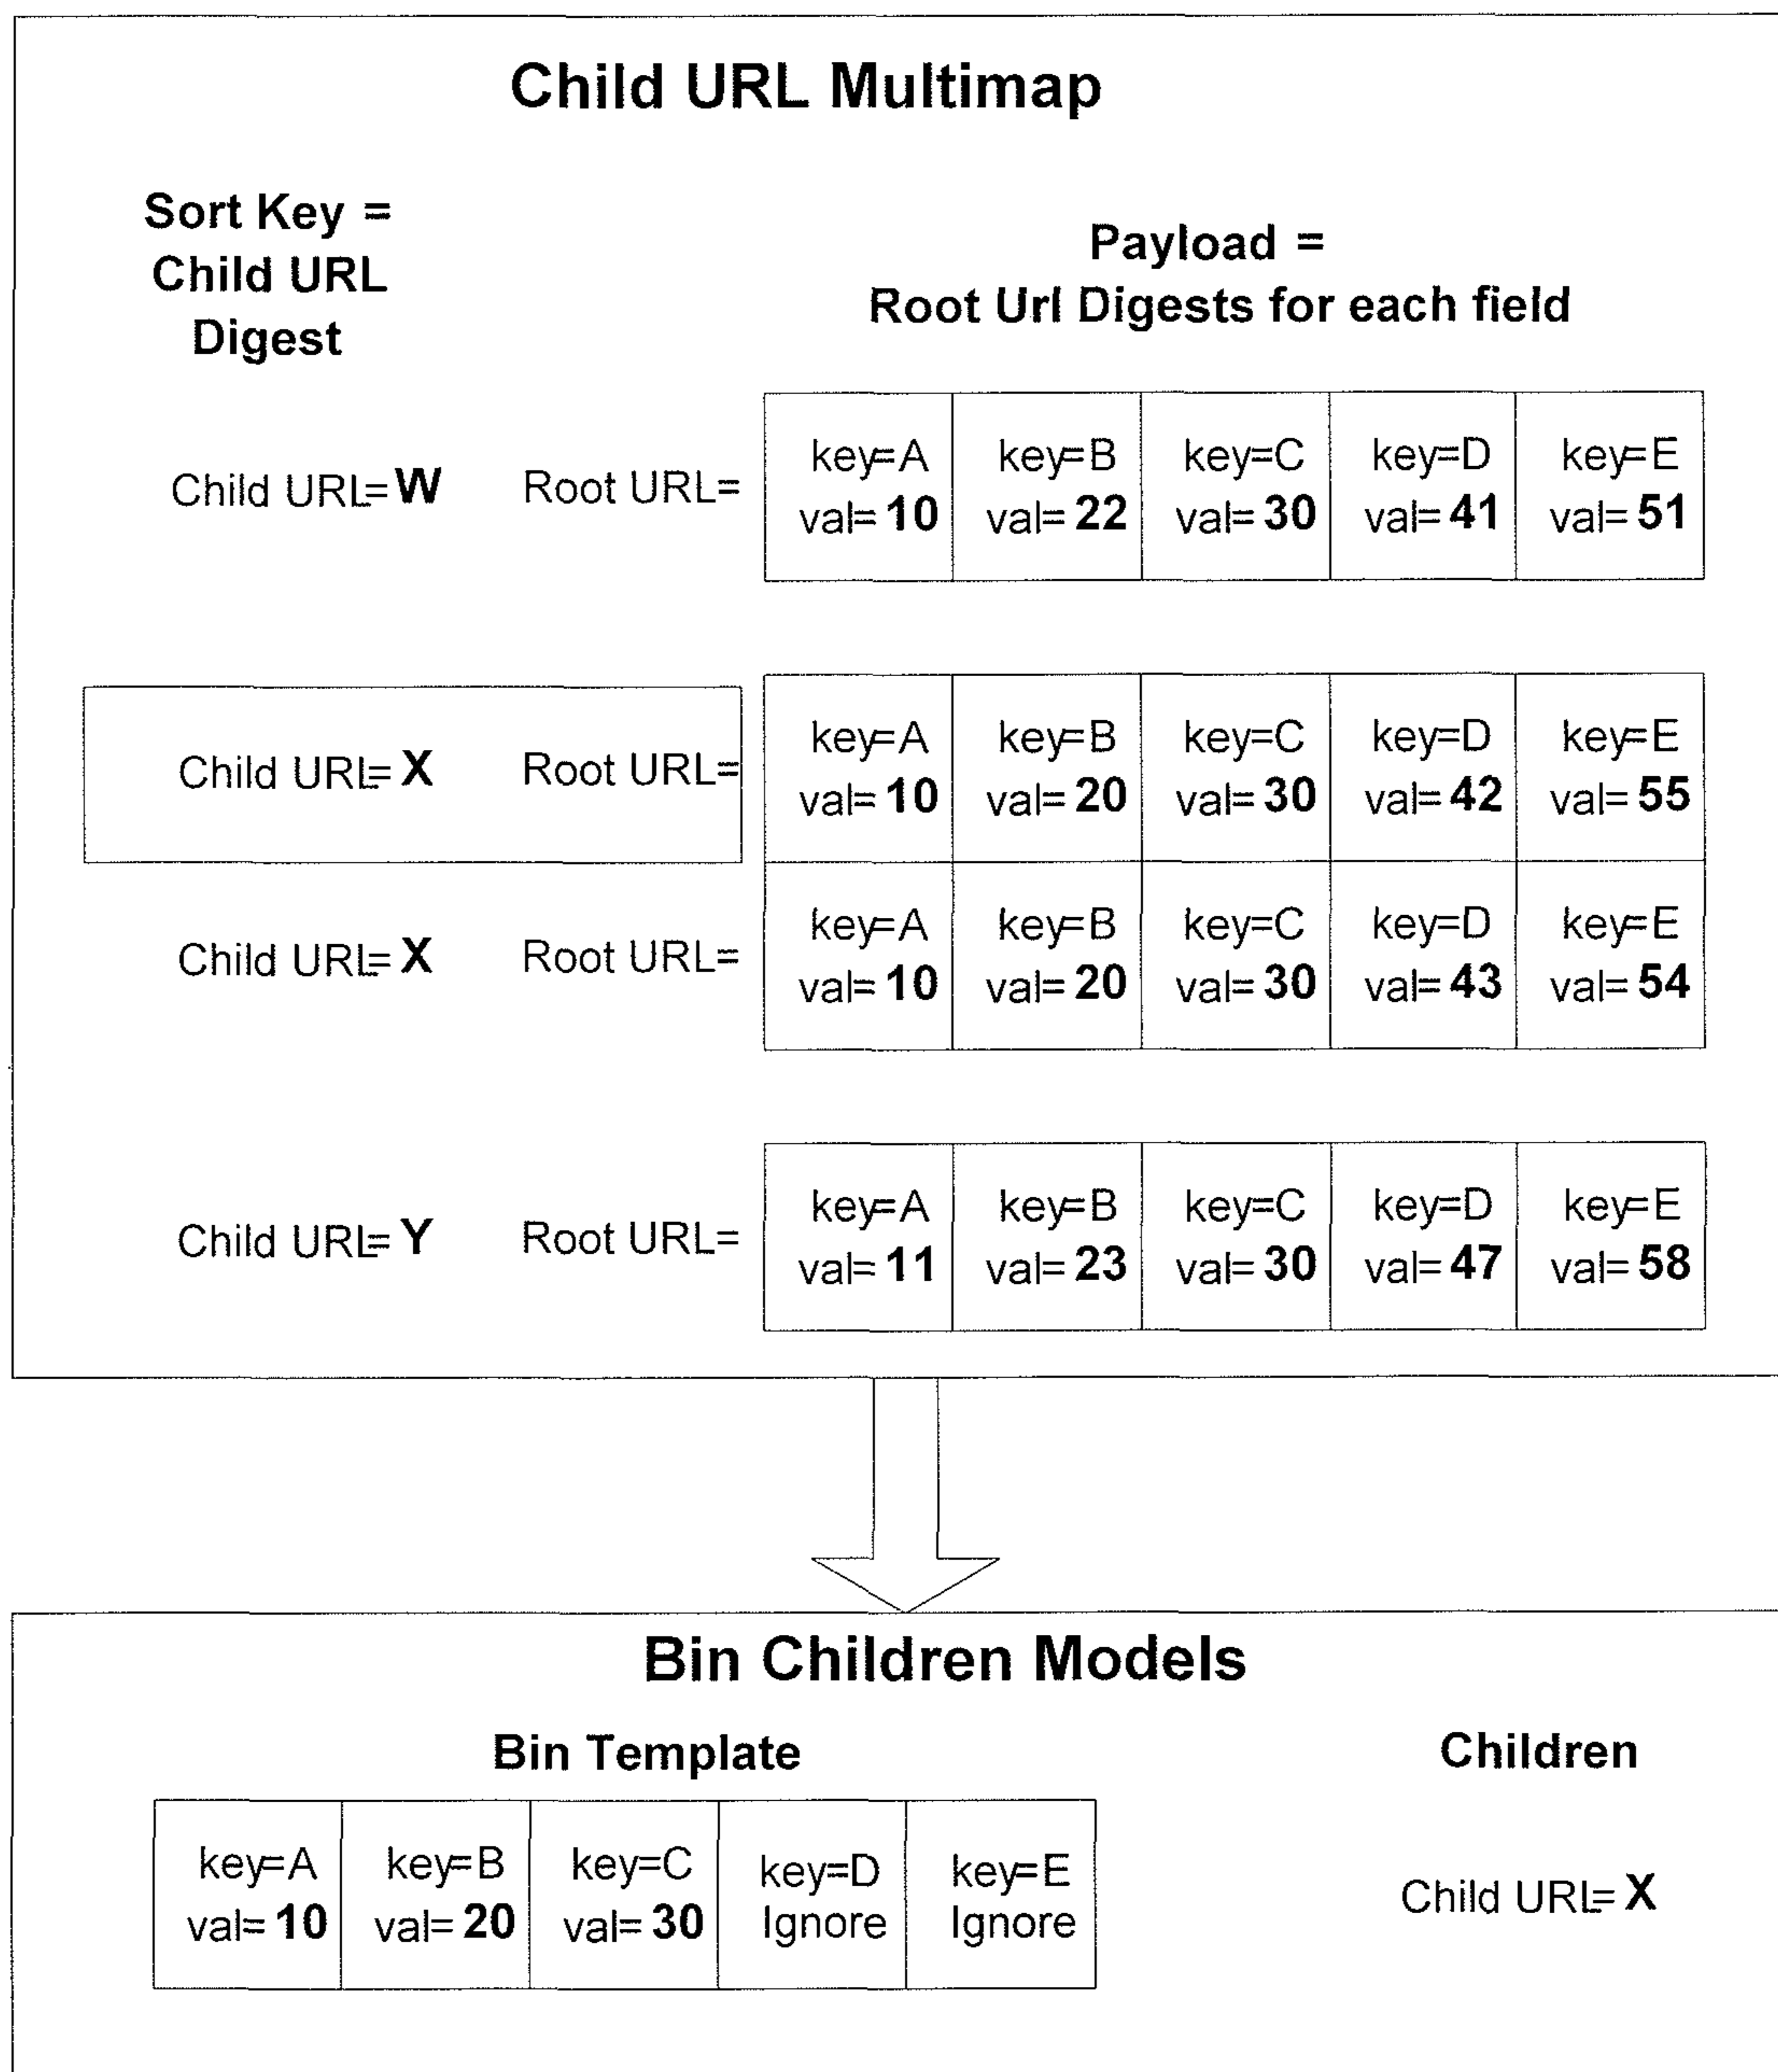 Child URL Multimap
Sort Key =
Child URL
Digest
Payload =
Root Url Digests for each field
Child URL= W Root URL=
key=A key=B key=C key=D key=E
val= 10 val= 22 val= 30 val= 41 val= 51
Child URL= X Root URL=
key=A key=B key=C key=D key=E
val= 10 val= 20 val= 30 val= 42 val= 55
Child URL= X Root URL=
key=A key=B key=C key=D key=E
val= 10 val= 20 val= 30 val= 43 val= 54
Child URL= Y Root URL=
key=A key=B key=C key=D key=E
val= 11 val= 23 val= 30 val= 47 val= 58
Bin Children Models
Bin Template
Children
key=A key=B key=C key=D key=E
val= 10 val= 20 val= 30 Ignore Ignore
Child URL= X